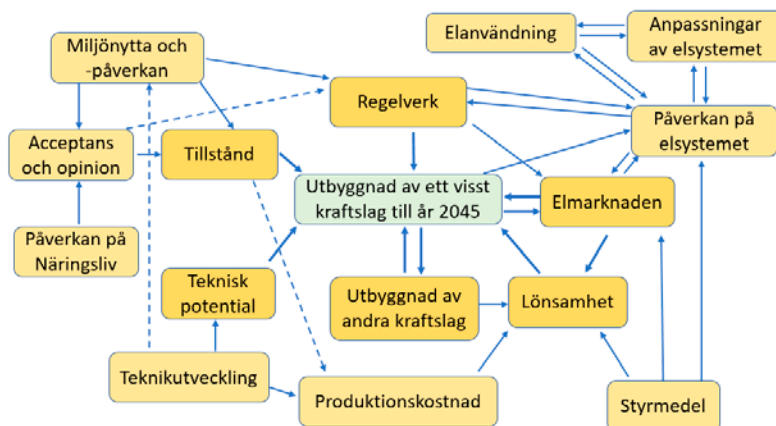 Miljönytta och
-påverkan
Elanvändning
Anpassningar
av elsystemet
Regelverk
Acceptans
och opinion
Tillstånd
Påverkan på
elsystemet
Utbyggnad av ett visst
kraftslag till år 2045
Elmarknaden
Påverkan på
Näringsliv
Teknisk
potential
Utbyggnad av
andra kraftslag
Lönsamhet
Teknikutveckling
Produktionskostnad
Styrmedel